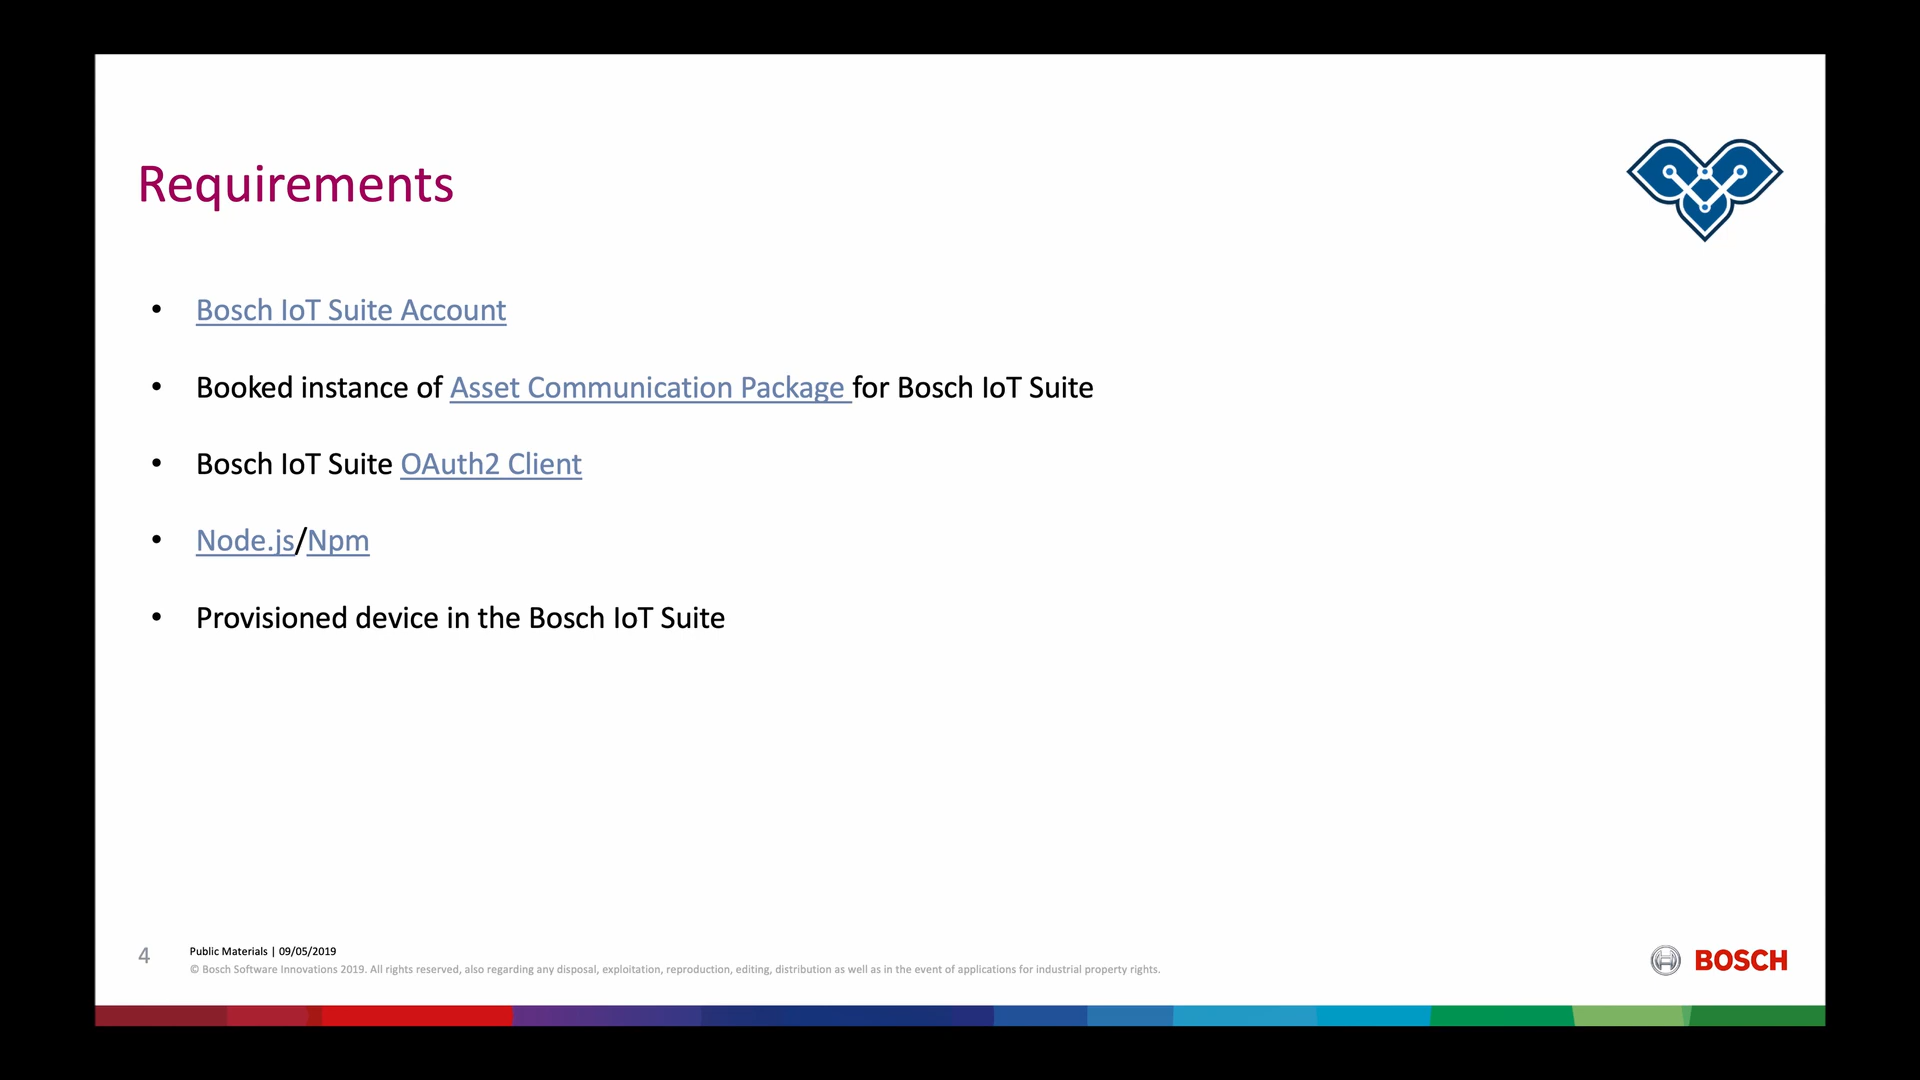 Requirements
• Bosch IoT Suite Account
• Booked instance of Asset Communication Package for Bosch IoT Suite
• Bosch IoT Suite OAuth2 Client
• Node.js/Npm
• Provisioned device in the Bosch IoT Suite
4
Public Materials | 09/05/2019
© Bosch Software Innovations 2019. All rights reserved, also regarding any disposal, exploitation, reproduction, editing, distribution as well as in the event of applications for industrial property rights.
BOSCH